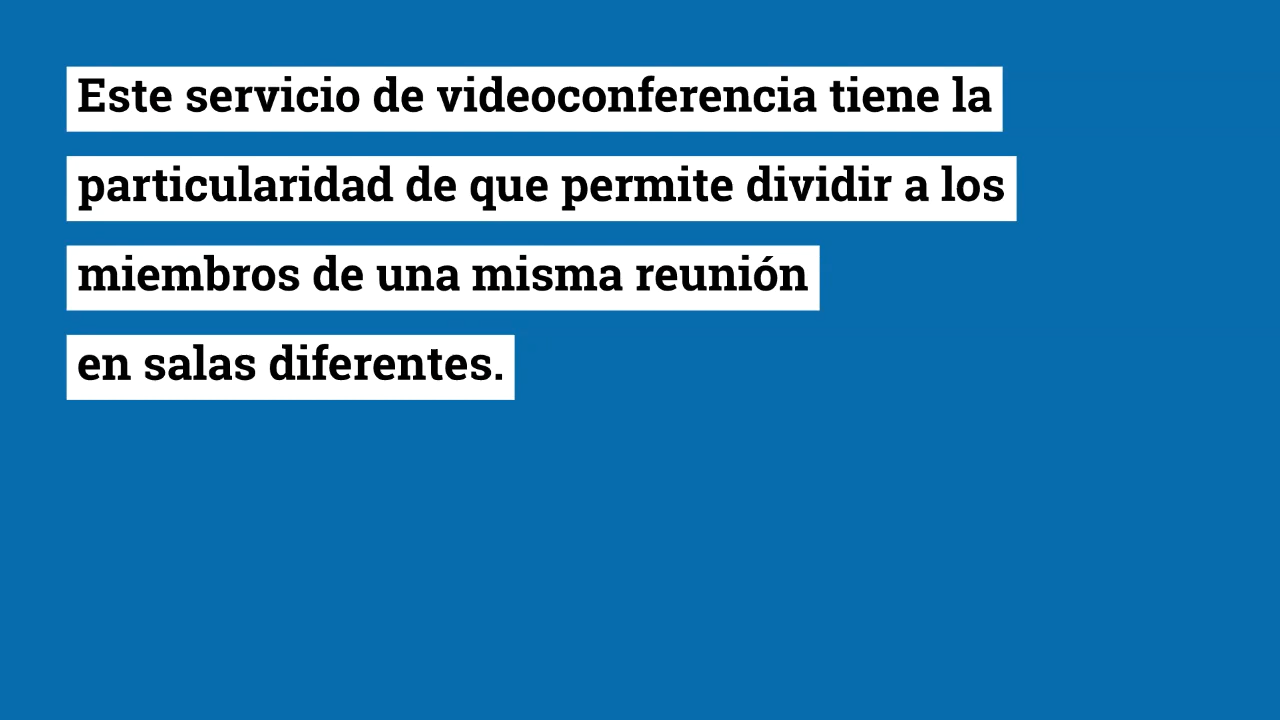 Este servicio de videoconferencia tiene la
particularidad de que permite dividir a los
miembros de una misma reunión
en salas diferentes.